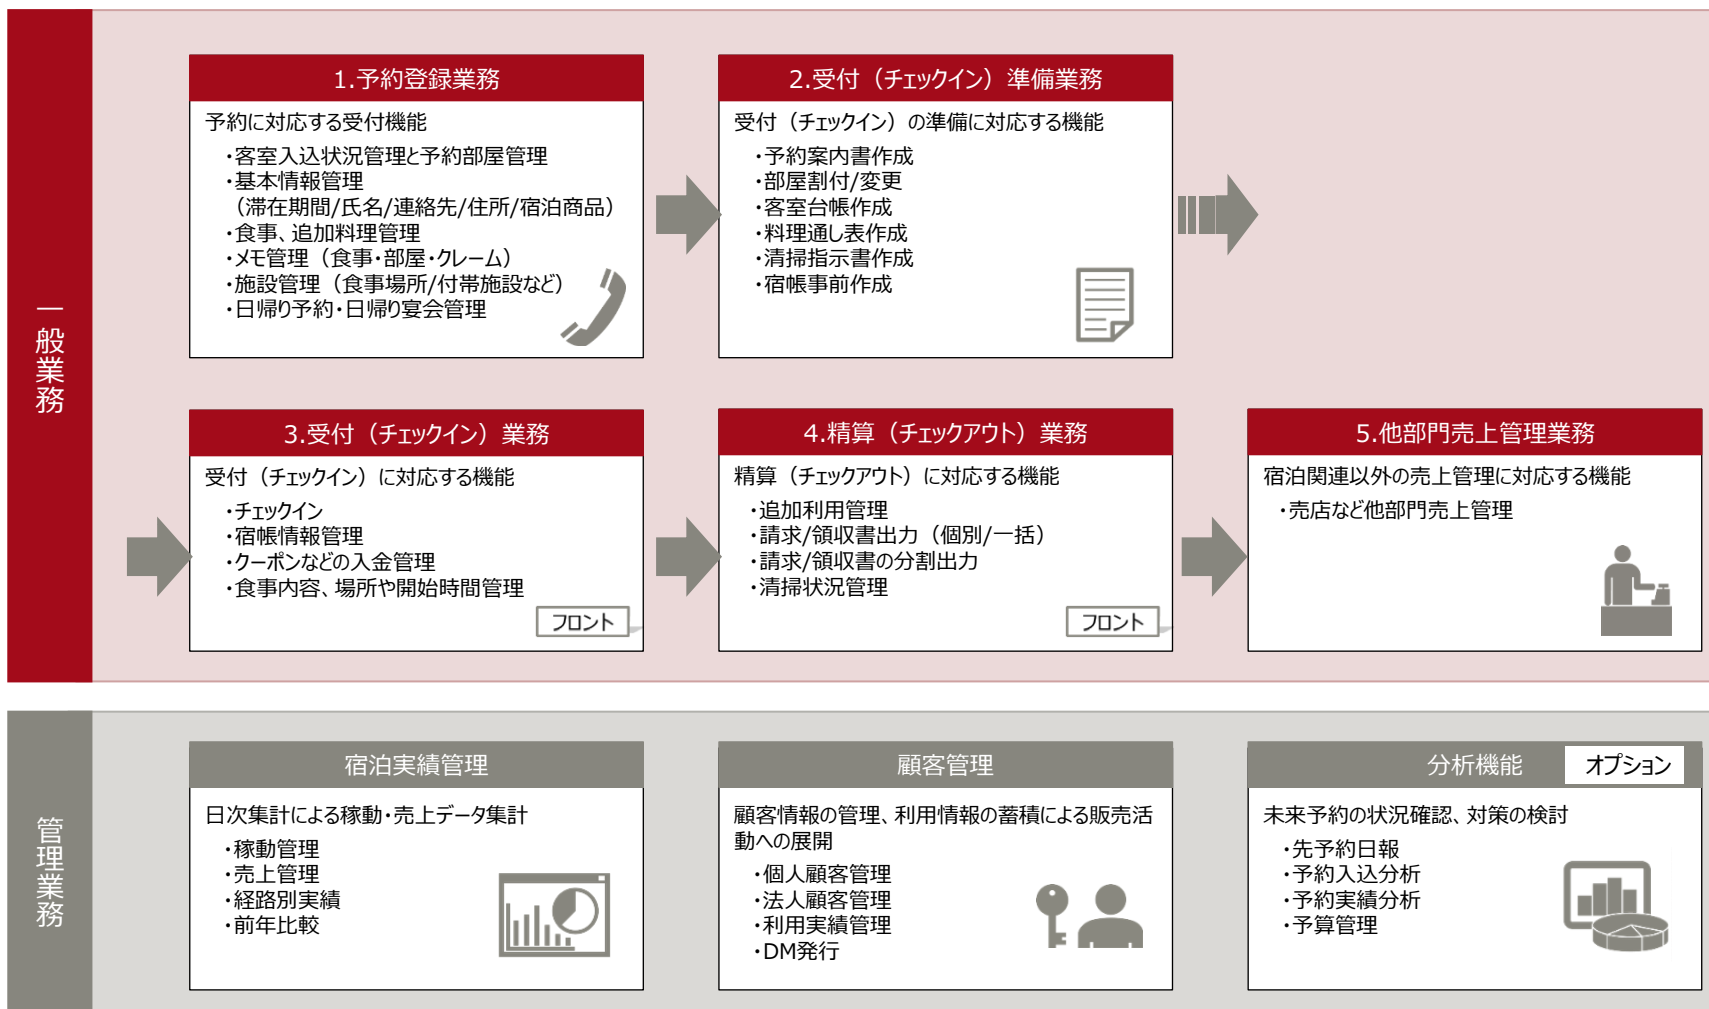 一般業務
1.予約登録業務
予約に対応する受付機能
・客室入込状況管理と予約部屋管理
・基本情報管理
（滞在期間/氏名/連絡先/住所/宿泊商品）
・食事、追加料理管理
・メモ管理（食事・部屋・クレーム）
・施設管理（食事場所/付帯施設など）
・日帰り予約・日帰り宴会管理
2.受付（チェックイン）準備業務
受付（チェックイン）の準備に対応する機能
・予約案内書作成
・部屋割付/変更
・客室台帳作成
・料理通し表作成
・清掃指示書作成
・宿帳事前作成
3.受付（チェックイン）業務
受付（チェックイン）に対応する機能
・チェックイン
・宿帳情報管理
・クーポンなどの入金管理
・食事内容、場所や開始時間管理
フロント
4.精算（チェックアウト）業務
精算（チェックアウト）に対応する機能
・追加利用管理
・請求/領収書出力（個別/一括）
・請求/領収書の分割出力
・清掃状況管理
フロント
5.他部門売上管理業務
宿泊関連以外の売上管理に対応する機能
・売店など他部門売上管理
管理業務
宿泊実績管理
日次集計による稼動・売上データ集計
・稼動管理
・売上管理
・経路別実績
・前年比較
顧客管理
顧客情報の管理、利用情報の蓄積による販売活
動への展開
・個人顧客管理
・法人顧客管理
・利用実績管理
・DM発行
分析機能 オプション
未来予約の状況確認、対策の検討
・先予約日報
・予約入込分析
・予約実績分析
・予算管理